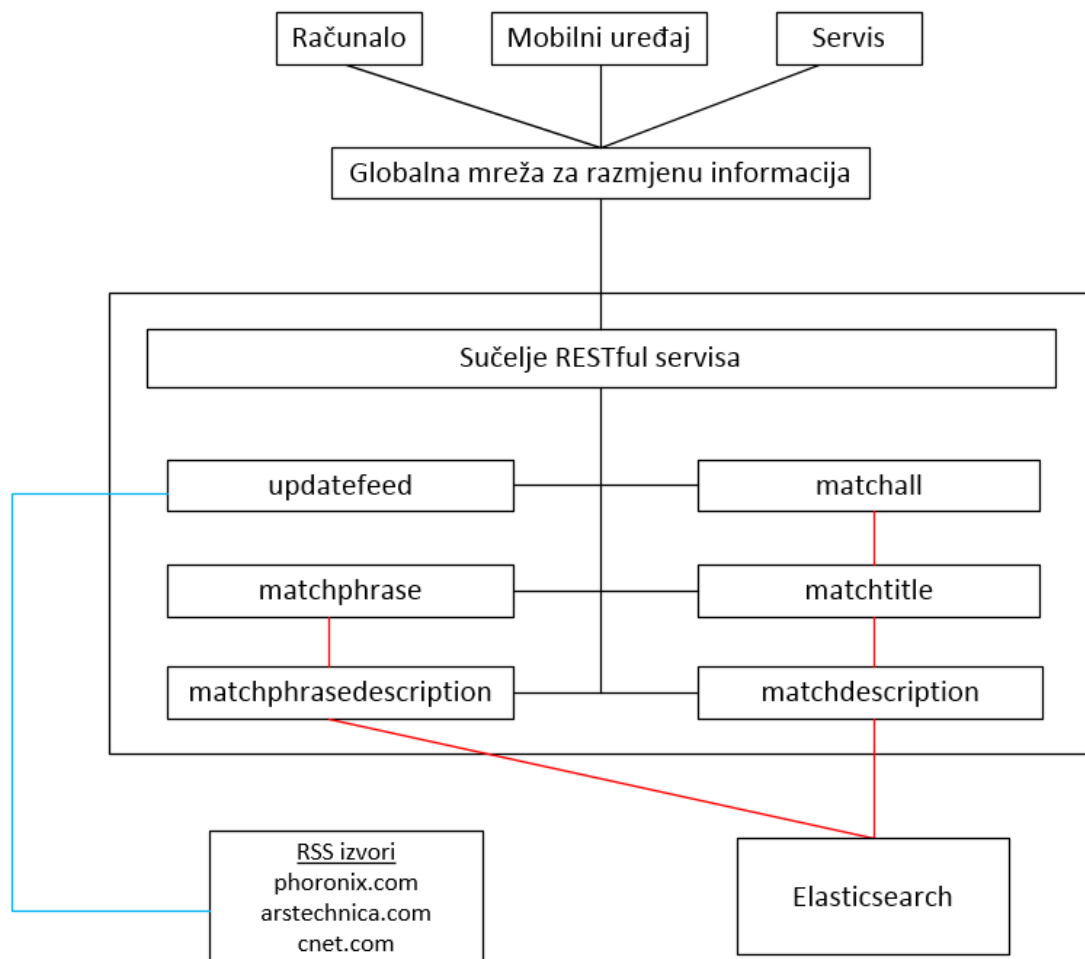 Računalo
Mobilni uređaj
Servis
Globalna mreža za razmjenu informacija
Sučelje RESTful servisa
updatefeed
matchall
matchphrase
matchtitle
matchphrasedescription
matchdescription
RSS izvori
phoronix.com
arstechnica.com
cnet.com
Elasticsearch